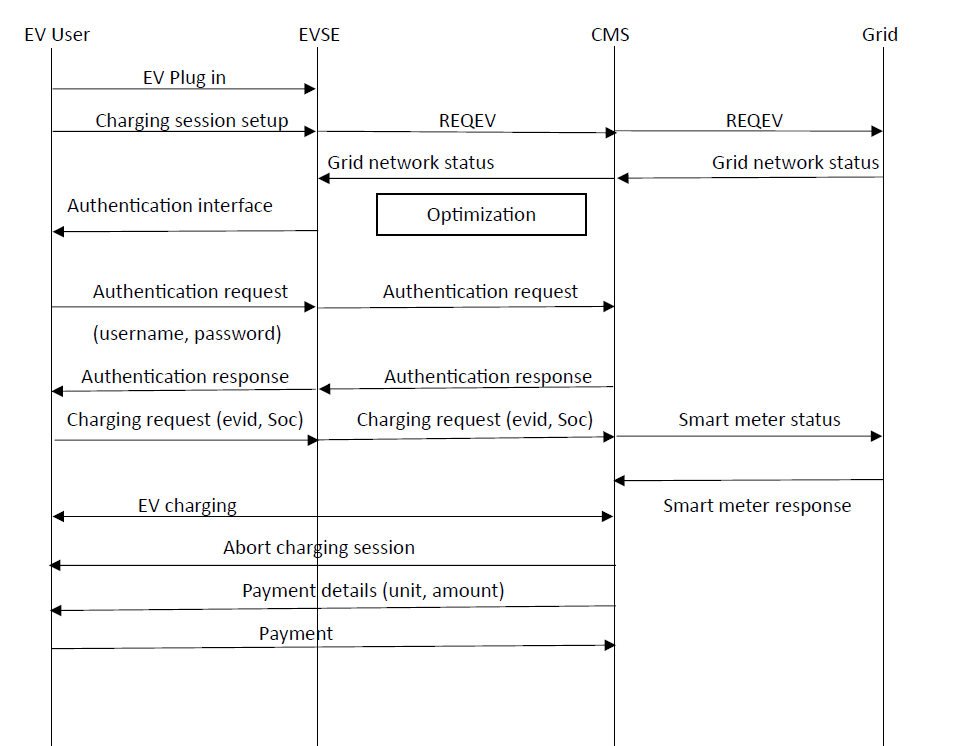 EV User EVSE CMS Grid
EV Plug in
Charging session setup REQEV REQEV
Grid network status Grid network status
Authentication interface Optimization
Authentication request Authentication request
(username, password)
Authentication response Authentication response
Charging request (evid, Soc) Charging request (evid, Soc) Smart meter status
EV charging Smart meter response
Abort charging session
Payment details (unit, amount)
Payment